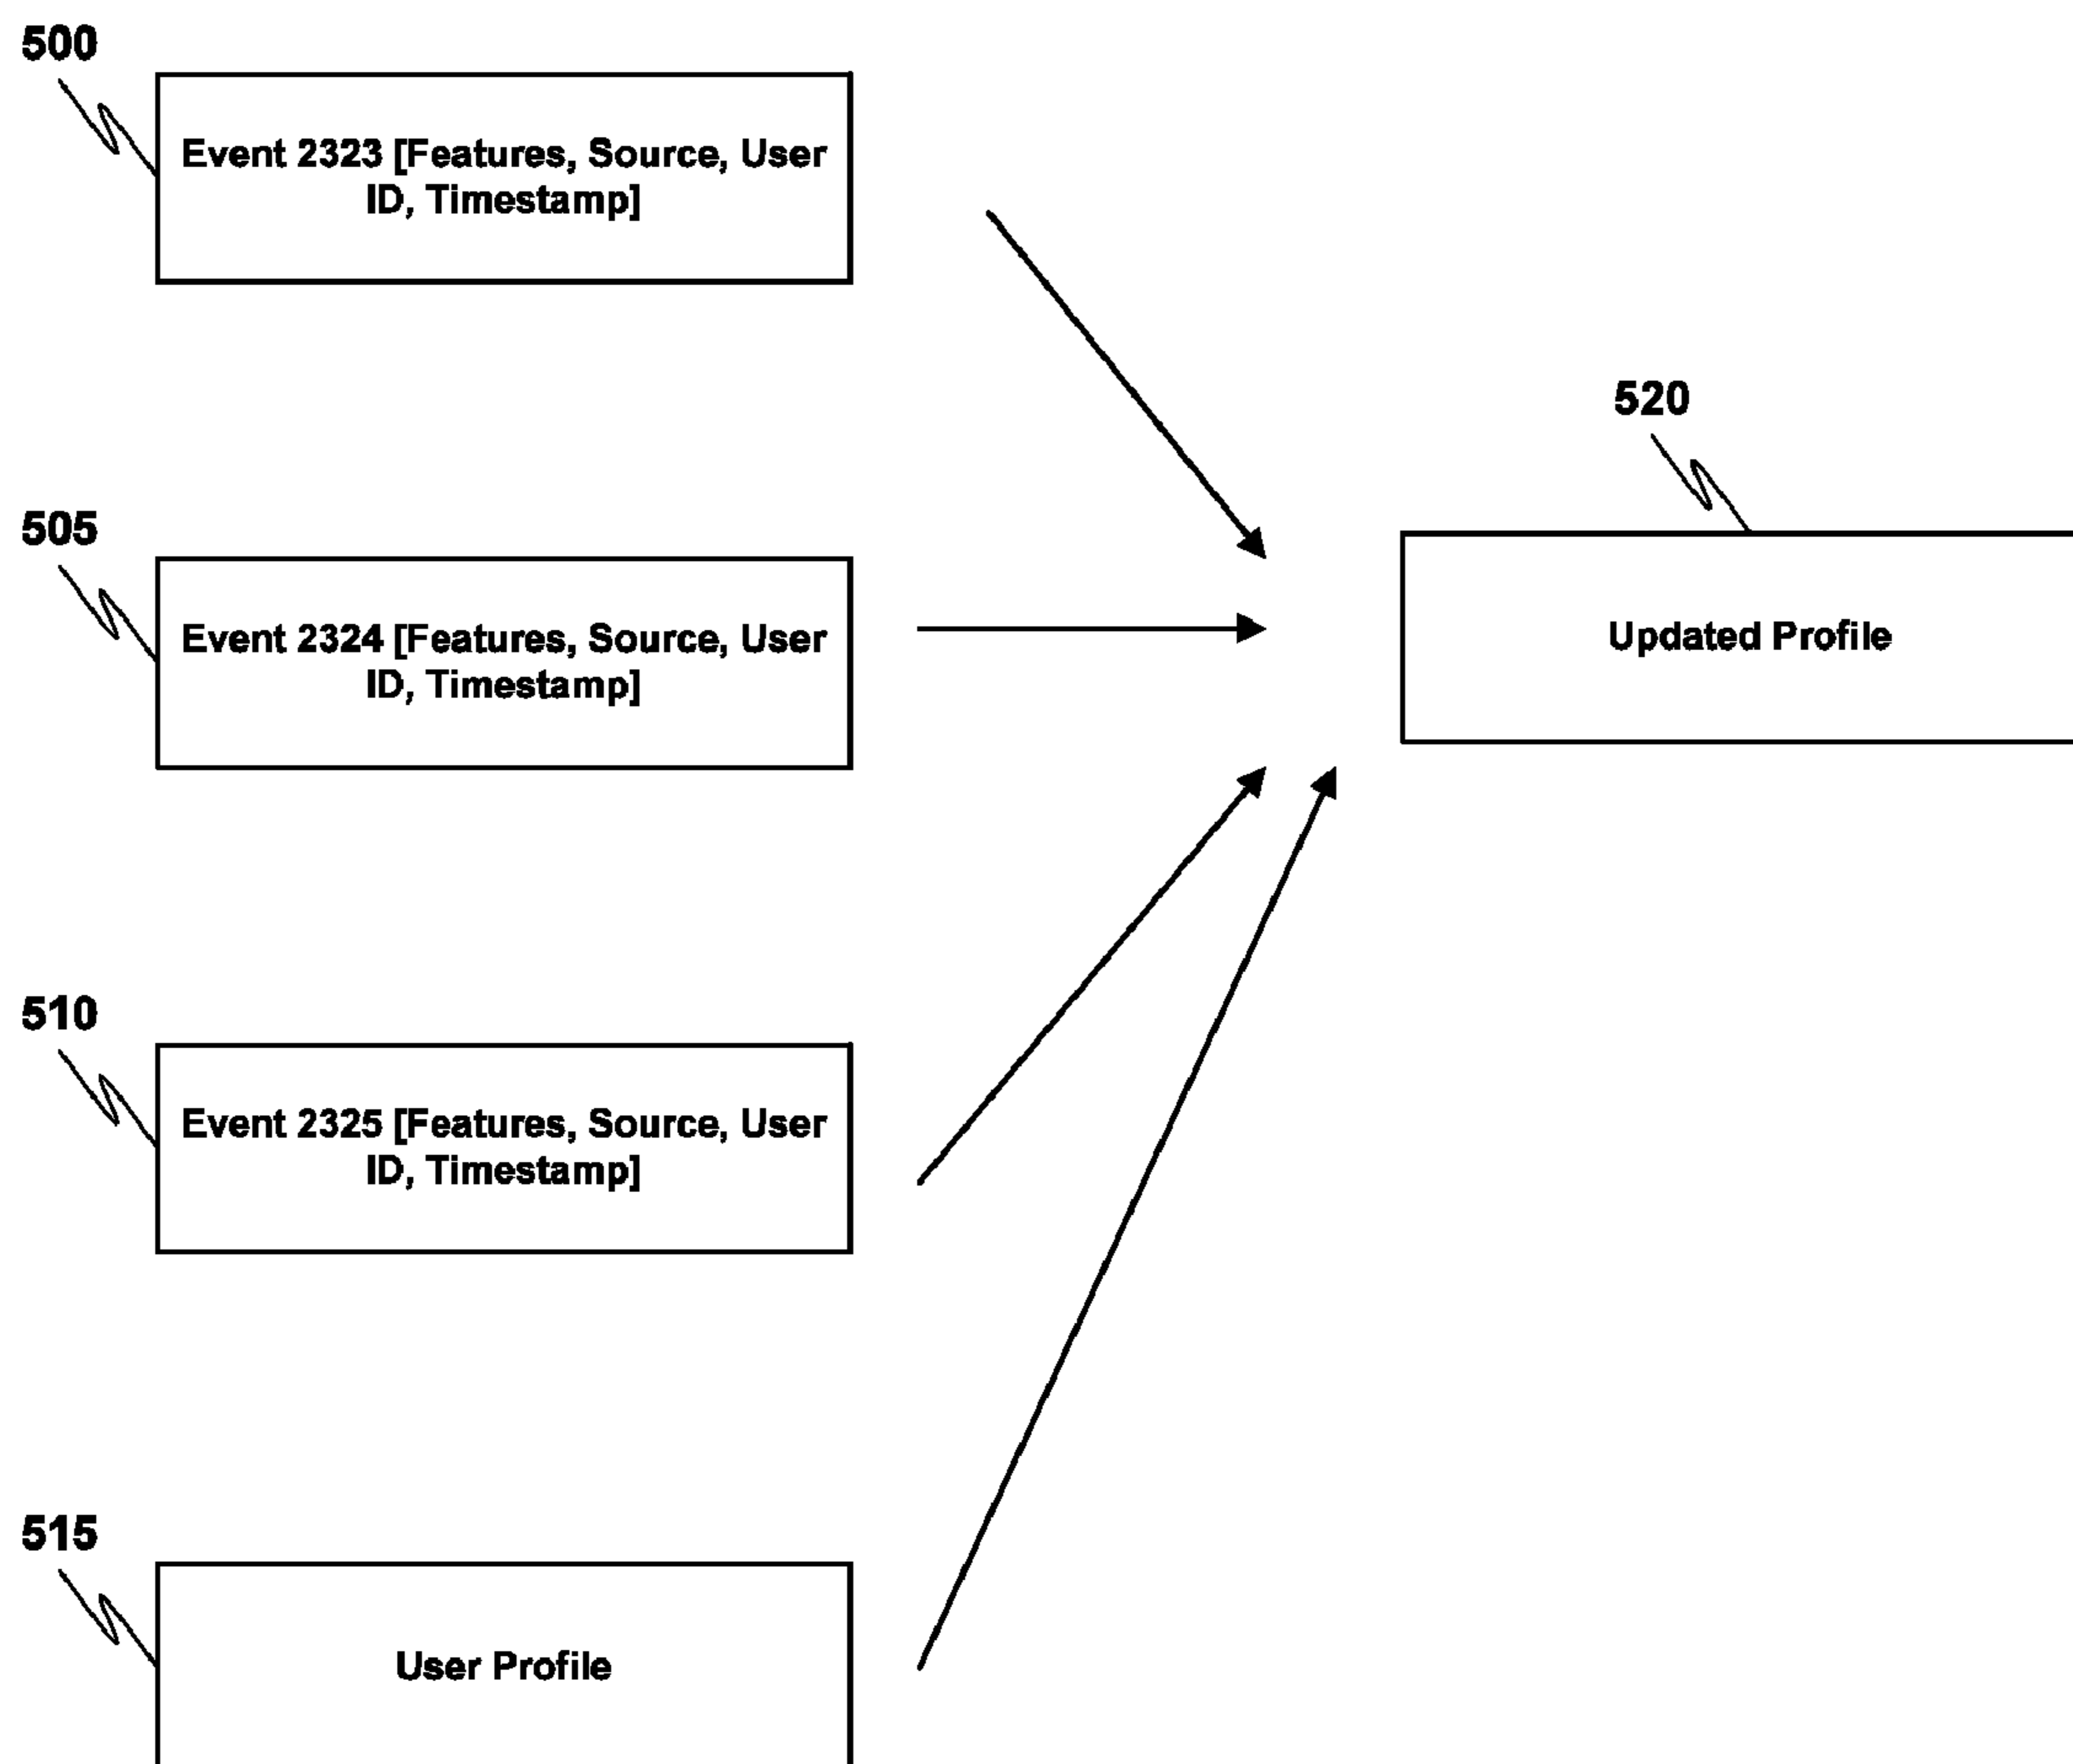 500
Event 2323 [Features, Source, User
ID, Timestamp]
520
505
Event 2324 [Features, Source, User
ID, Timestamp]
Updated Profile
510
Event 2325 [Features, Source, User
ID, Timestamp]
515
User Profile